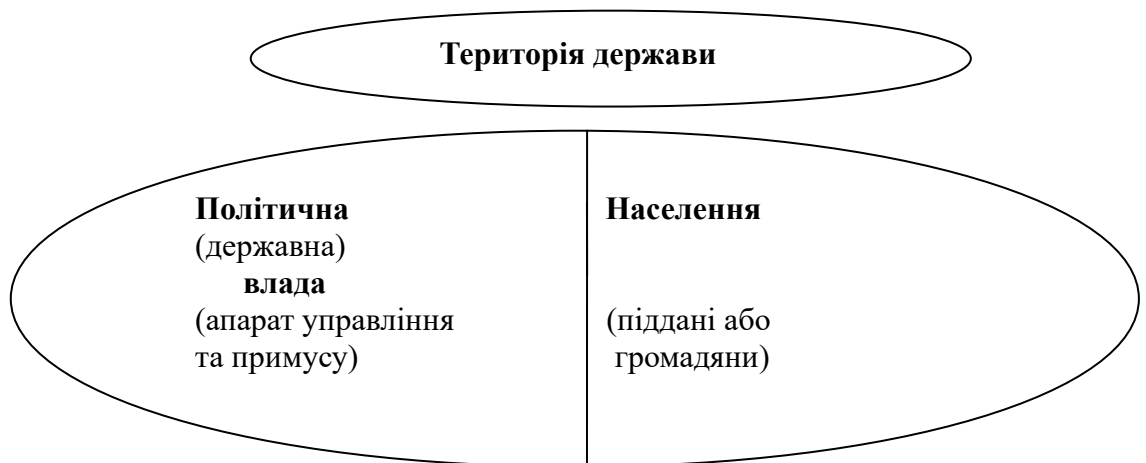 Територія держави
Політична
(державна)
влада
(апарат управління
та примусу)
Населення
(піддані або
громадяни)